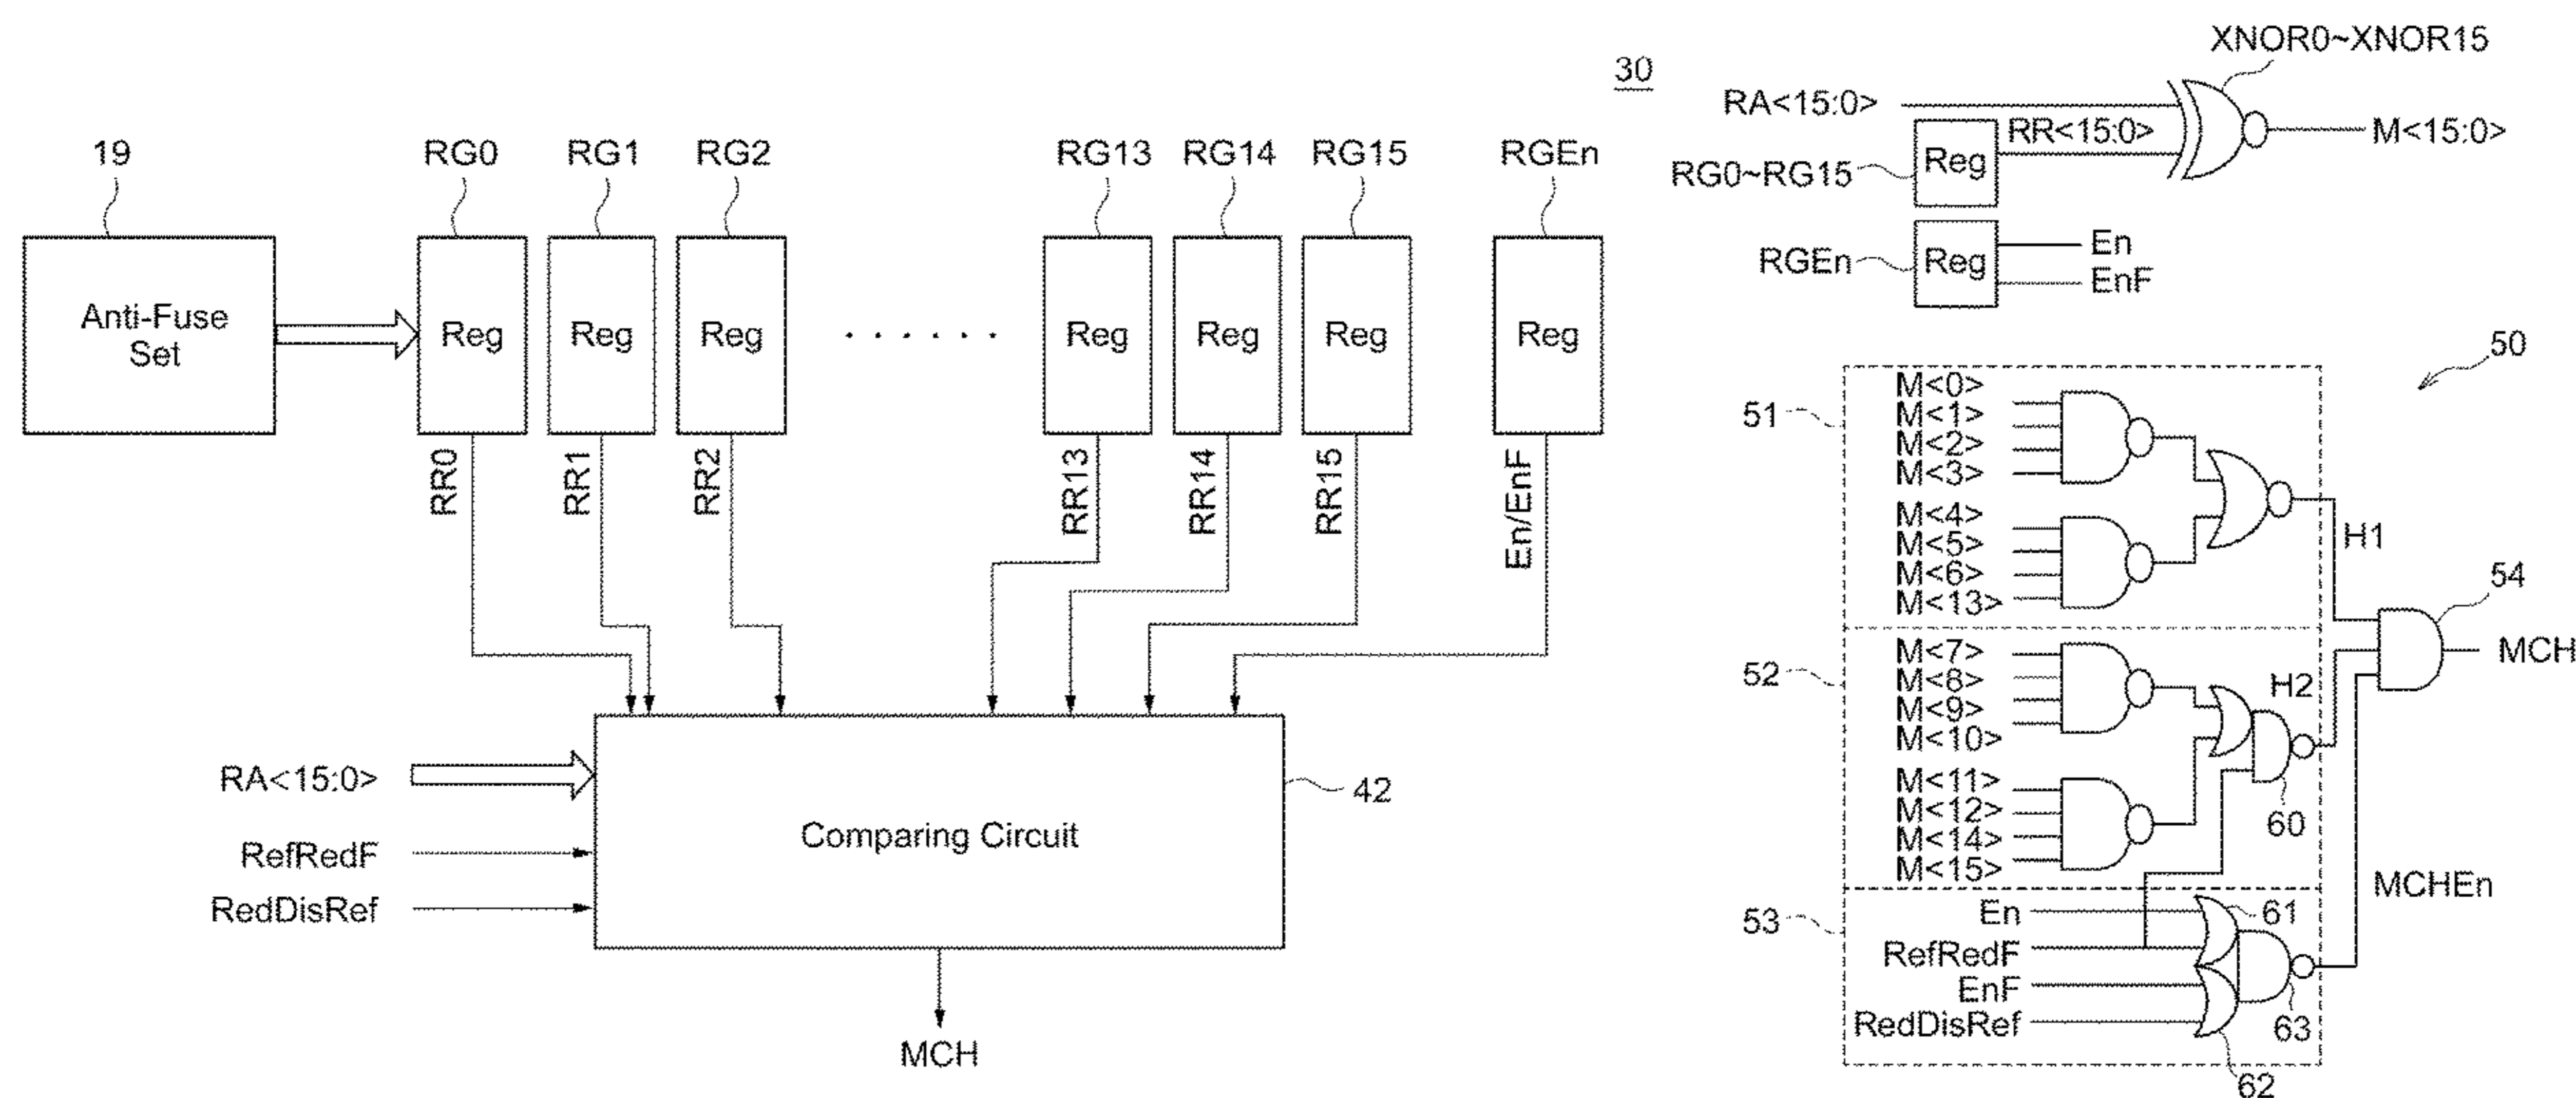 19
RG0
RG1
RG2
RG13
RG14
RG15
RGEn
Anti-Fuse
Set
Reg
Reg
Reg
· · · · · ·
Reg
Reg
Reg
Reg
RR0
RR1
RR2
RR13
RR14
RR15
En/EnF
RA<15:0>
RefRedF
RedDisRef
Comparing Circuit
42
MCH
30
XNOR0~XNOR15
RA<15:0>
RR<15:0>
M<15:0>
RG0~RG15
Reg
RGEn
Reg
En
EnF
50
51
M<0>
M<1>
M<2>
M<3>
M<4>
M<5>
M<6>
M<13>
H1
54
MCH
52
M<7>
M<8>
M<9>
M<10>
H2
M<11>
M<12>
M<14>
M<15>
60
MCHEn
53
En
61
RefRedF
EnF
RedDisRef
63
62